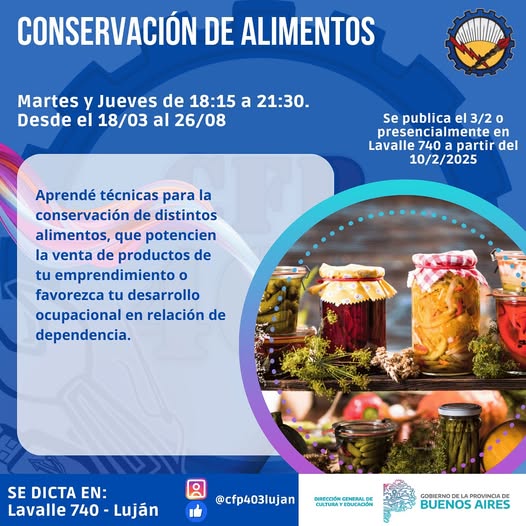 CONSERVACIÓN DE ALIMENTOS
Martes y Jueves de 18:15 a 21:30.
Desde el 18/03 al 26/08
Se publica el 3/2 o
presencialmente en
Lavalle 740 a partir del
10/2/2025
Aprendé técnicas para la
conservación de distintos
alimentos, que potencien
la venta de productos de
tu emprendimiento o
favorezca tu desarrollo
ocupacional en relación de
dependencia.
SE DICTA EN:
Lavalle 740 - Luján
@cfp403lujan
DIRECCIÓN GENERAL DE
CULTURA Y EDUCACIÓN
GOBIERNO DE LA PROVINCIA DE
BUENOS AIRES